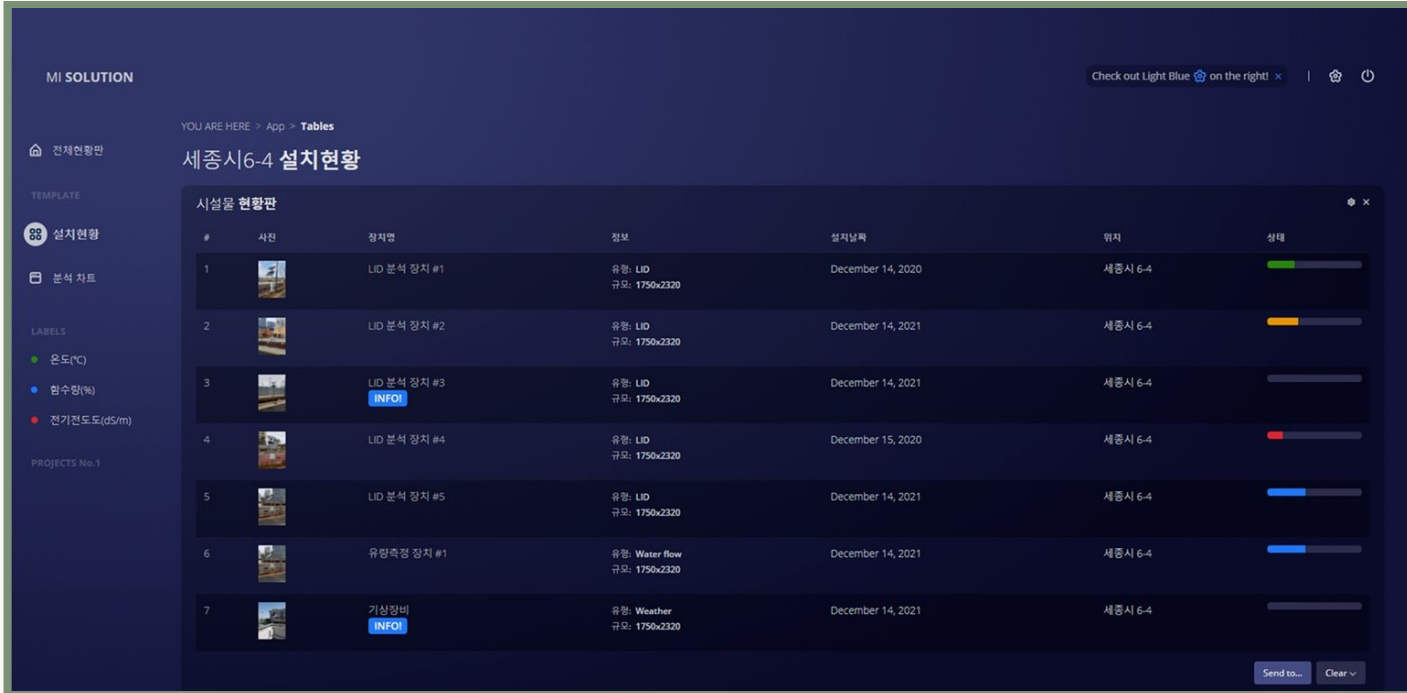 MI SOLUTION
Check out Light Blue on the right! ×
YOU ARE HERE > App > Tables
전체현황판
세종시6-4 설치현황
TEMPLATE
시설물 현황판
설치현황
# 사진 장치명 정보 설치날짜 위치 상태
분석 차트
1 LID 분석 장치 #1 유형: LID December 14, 2020 세종시 6-4
규모: 1750x2320
LABELS
2 LID 분석 장치 #2 유형: LID December 14, 2021 세종시 6-4
규모: 1750x2320
온도(℃)
함수량(%)
전기전도도(dS/m)
3 LID 분석 장치 #3 유형: LID December 14, 2021 세종시 6-4
INFO! 규모: 1750x2320
4 LID 분석 장치 #4 유형: LID December 15, 2020 세종시 6-4
규모: 1750x2320
PROJECTS No.1
5 LID 분석 장치 #5 유형: LID December 14, 2021 세종시 6-4
규모: 1750x2320
6 유량측정 장치 #1 유형: Water flow December 14, 2021 세종시 6-4
규모: 1750x2320
7 기상장비 유형: Weather December 14, 2021 세종시 6-4
INFO! 규모: 1750x2320
Send to... Clear